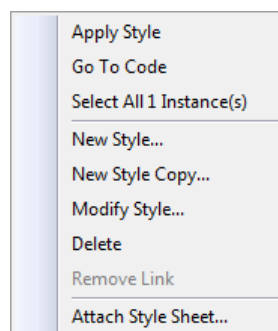 Apply Style
Go To Code
Select All 1 Instance(s)
New Style...
New Style Copy...
Modify Style...
Delete
Remove Link
Attach Style Sheet...